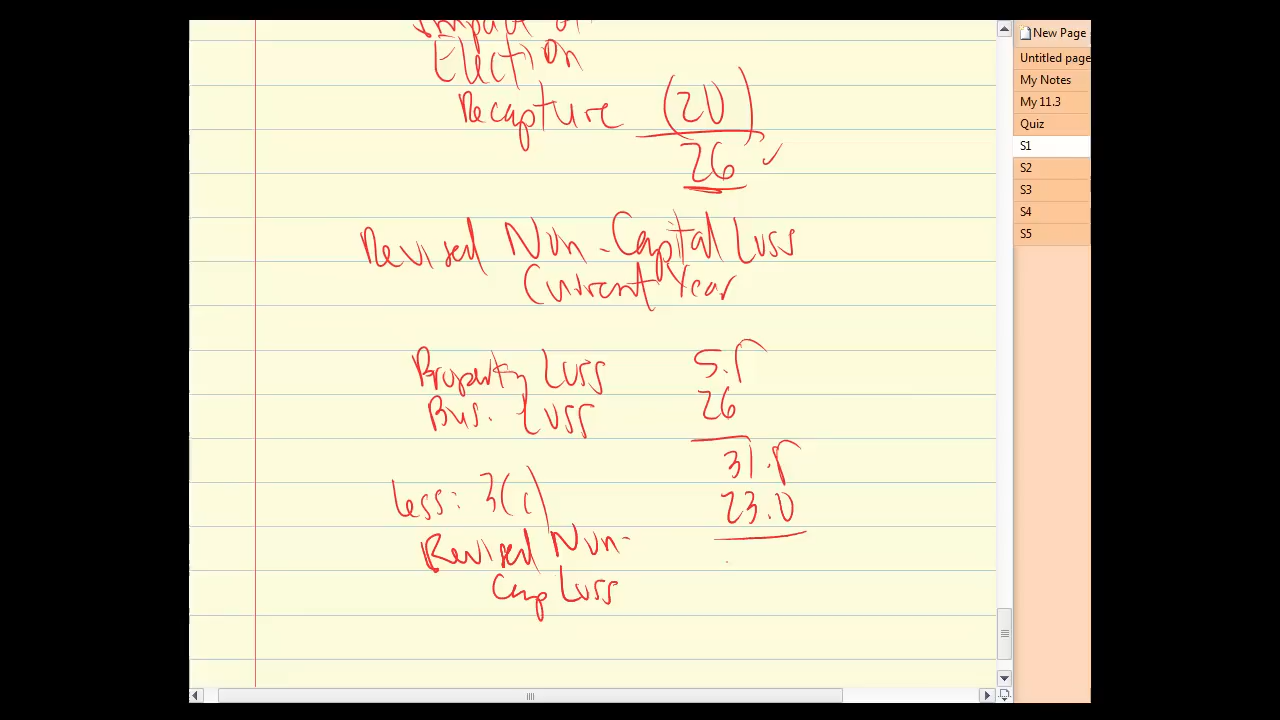 Impact of
Election
Recapture (20)
26 ✓
Revised Non-Capital Loss
Current Year
Property Loss 5.5
Bus. Loss 26
31.5
Less: 3(c) 23.0
Revised Non-
Cap Loss
New Page
Untitled page
My Notes
My 11.3
Quiz
S1
S2
S3
S4
S5